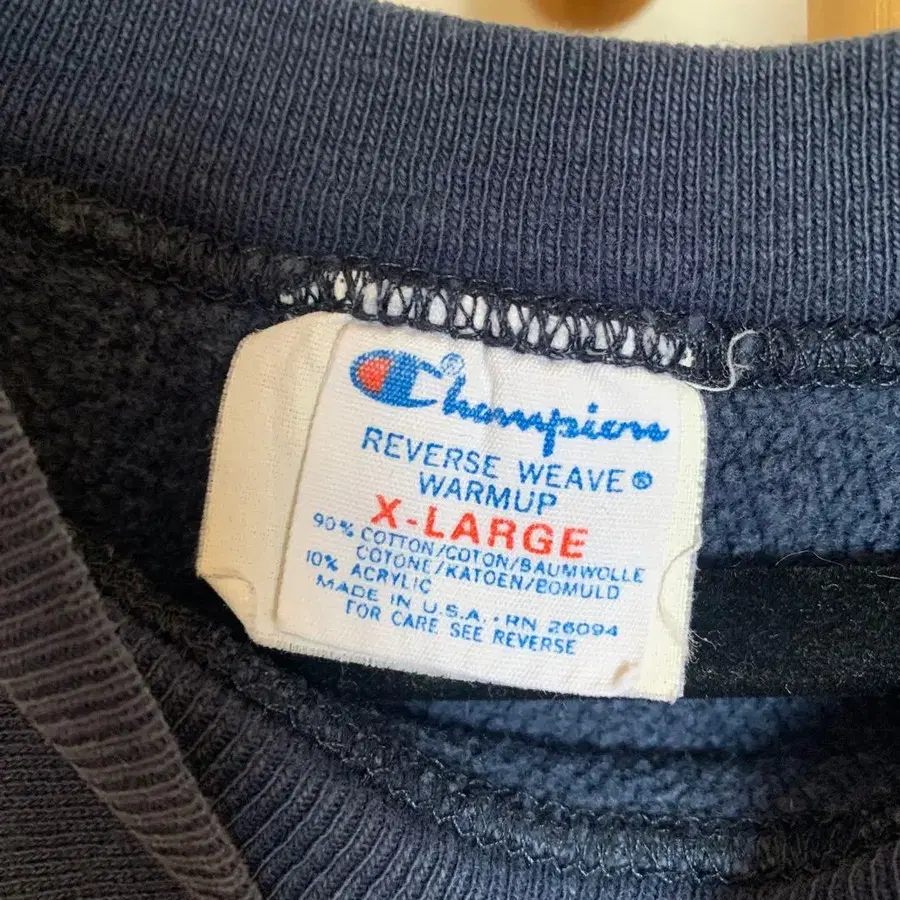 Champion®
REVERSE WEAVE®
WARMUP
X-LARGE
90% COTTON/COTON/BAUMWOLLE
COTONE/KATOEN/BOMULD
10% ACRYLIC
MADE IN U.S.A. · RN 26094
FOR CARE SEE REVERSE